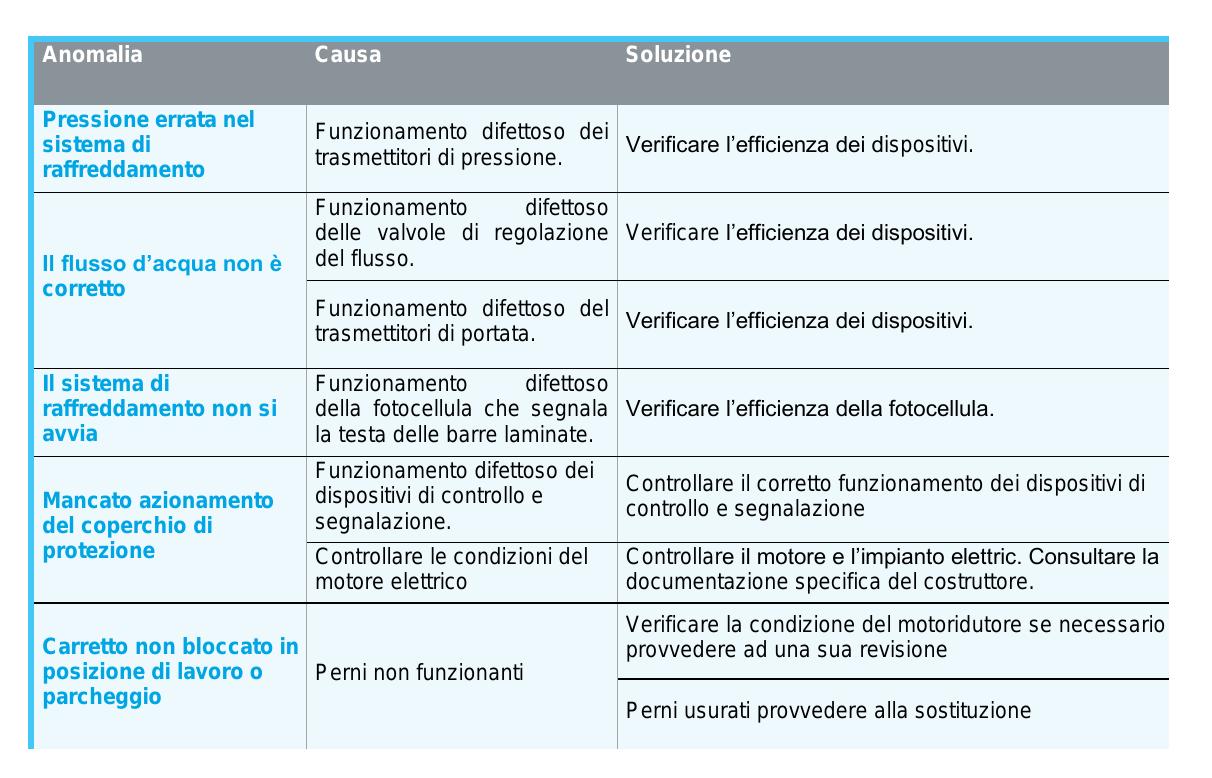 Anomalia
Causa
Soluzione
Pressione errata nel
sistema di
raffreddamento
Funzionamento difettoso dei
trasmettitori di pressione.
Verificare l’efficienza dei dispositivi.
Il flusso d’acqua non è
corretto
Funzionamento difettoso
delle valvole di regolazione
del flusso.
Verificare l’efficienza dei dispositivi.
Funzionamento difettoso del
trasmettitori di portata.
Verificare l’efficienza dei dispositivi.
Il sistema di
raffreddamento non si
avvia
Funzionamento difettoso
della fotocellula che segnala
la testa delle barre laminate.
Verificare l’efficienza della fotocellula.
Mancato azionamento
del coperchio di
protezione
Funzionamento difettoso dei
dispositivi di controllo e
segnalazione.
Controllare il corretto funzionamento dei dispositivi di
controllo e segnalazione
Controllare le condizioni del
motore elettrico
Controllare il motore e l’impianto elettric. Consultare la
documentazione specifica del costruttore.
Carretto non bloccato in
posizione di lavoro o
parcheggio
Perni non funzionanti
Verificare la condizione del motoridutore se necessario
provvedere ad una sua revisione
Perni usurati provvedere alla sostituzione